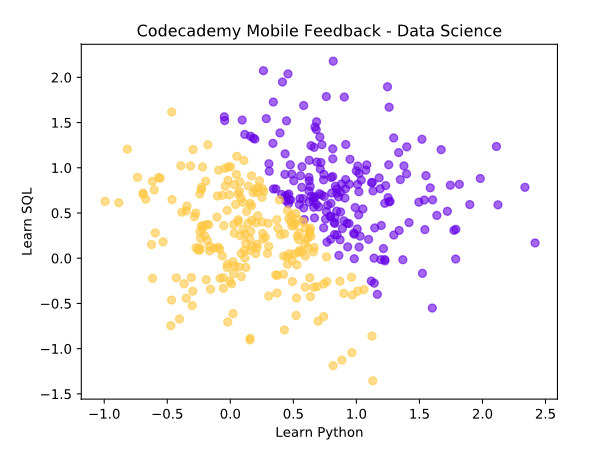 Codecademy Mobile Feedback - Data Science
Learn SQL
2.0
1.5
1.0
0.5
0.0
−0.5
−1.0
−1.5
−1.0 −0.5 0.0 0.5 1.0 1.5 2.0 2.5
Learn Python